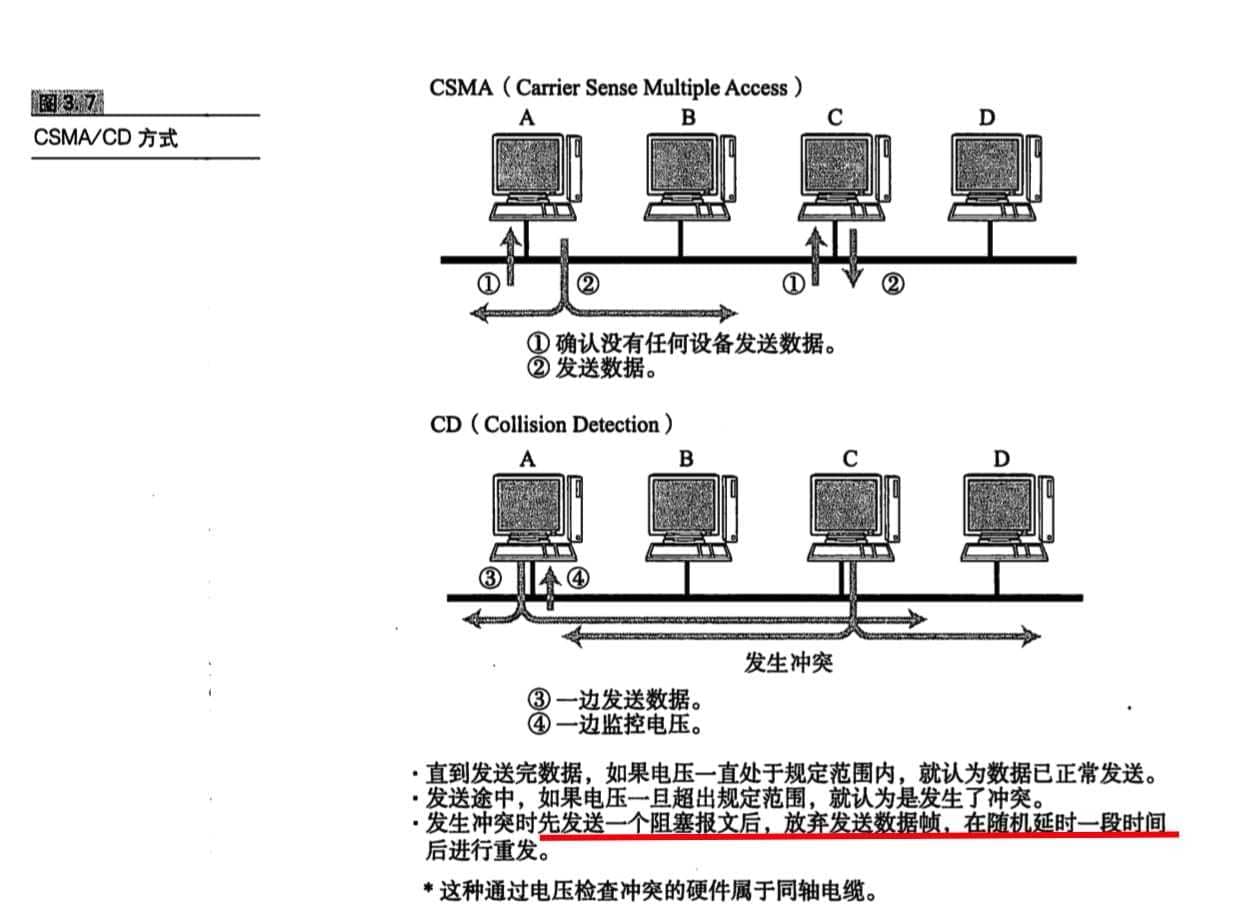 图3.7
CSMA/CD 方式
CSMA（Carrier Sense Multiple Access）
A B C D
① ② ① ②
① 确认没有任何设备发送数据。
② 发送数据。
CD（Collision Detection）
A B C D
③ ④
发生冲突
③ 一边发送数据。
④ 一边监控电压。
·直到发送完数据，如果电压一直处于规定范围内，就认为数据已正常发送。
·发送途中，如果电压一旦超出规定范围，就认为是发生了冲突。
·发生冲突时先发送一个阻塞报文后，放弃发送数据帧，在随机延时一段时间
后进行重发。
* 这种通过电压检查冲突的硬件属于同轴电缆。